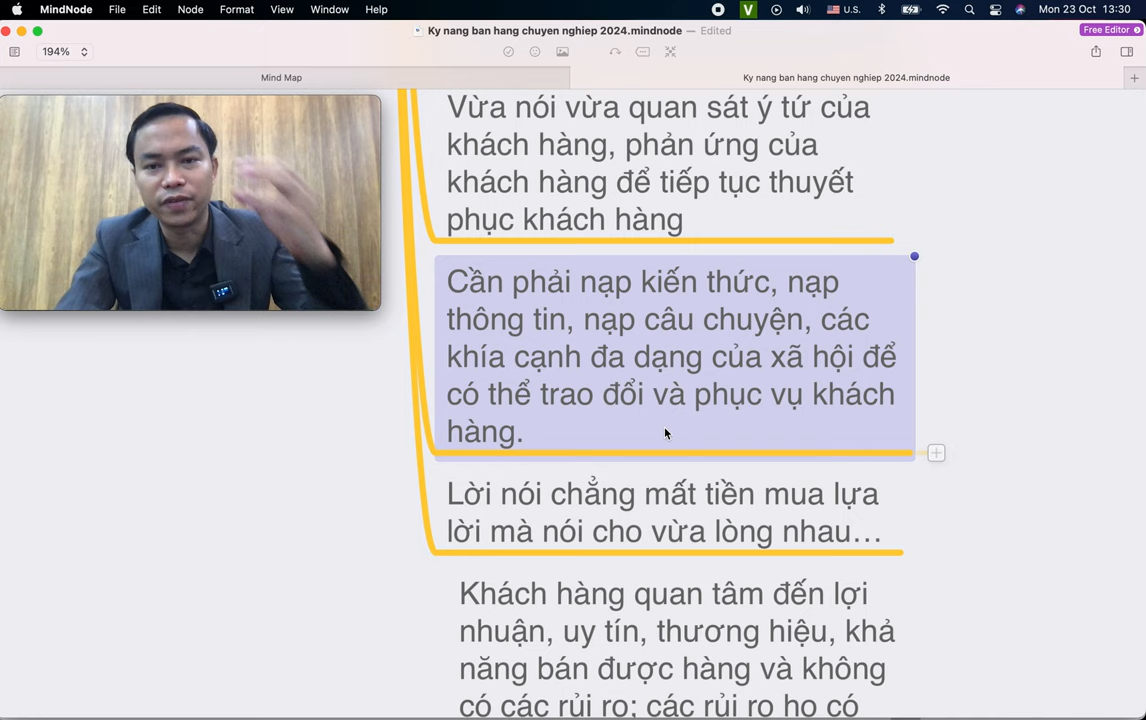 MindNode File Edit Node Format View Window Help V U.S. Mon 23 Oct 13:30
Ky nang ban hang chuyen nghiep 2024.mindnode — Edited Free Editor
194%
Mind Map Ky nang ban hang chuyen nghiep 2024.mindnode
Vừa nói vừa quan sát ý tứ của
khách hàng, phản ứng của
khách hàng để tiếp tục thuyết
phục khách hàng
Cần phải nạp kiến thức, nạp
thông tin, nạp câu chuyện, các
khía cạnh đa dạng của xã hội để
có thể trao đổi và phục vụ khách
hàng.
Lời nói chẳng mất tiền mua lựa
lời mà nói cho vừa lòng nhau…
Khách hàng quan tâm đến lợi
nhuận, uy tín, thương hiệu, khả
năng bán được hàng và không
có các rủi ro; các rủi ro họ có